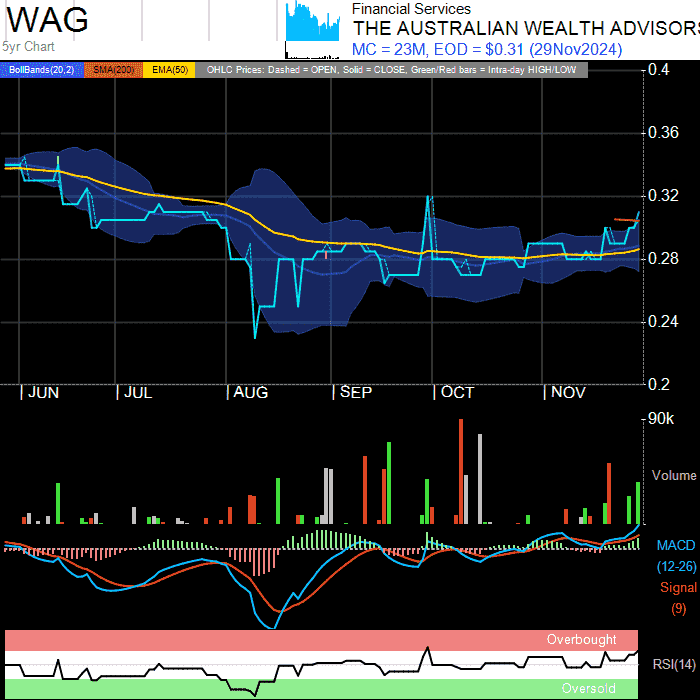 WAG
5yr Chart
Financial Services
THE AUSTRALIAN WEALTH ADVISORS
MC = 23M, EOD = $0.31 (29Nov2024)
BollBands(20,2) SMA(200) EMA(50) OHLC Prices: Dashed = OPEN, Solid = CLOSE, Green/Red bars = Intra-day HIGH/LOW
0.4
0.36
0.32
0.28
0.24
0.2
| JUN | JUL | AUG | SEP | OCT | NOV
90k
Volume
MACD
(12-26)
Signal
(9)
Overbought
RSI(14)
Oversold